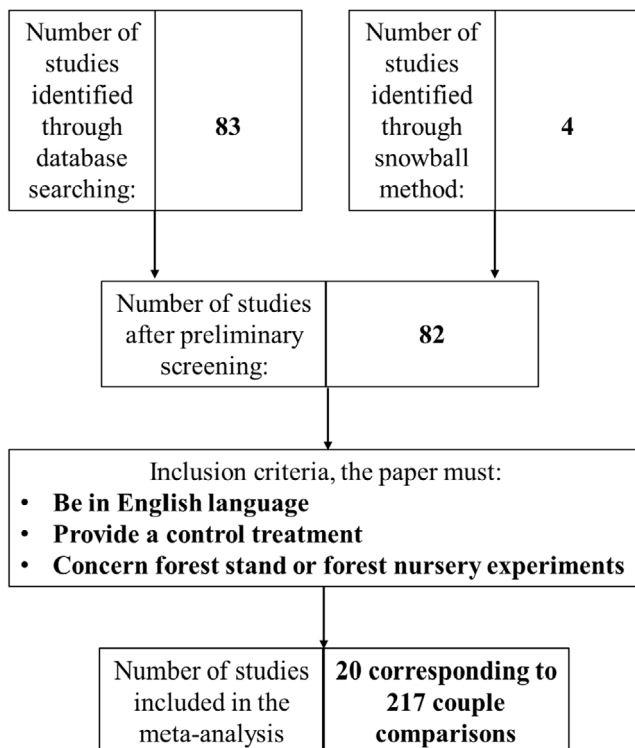 Number of
studies
identified
through
database
searching:
83
Number of
studies
identified
through
snowball
method:
4
Number of studies
after preliminary
screening:
82
Inclusion criteria, the paper must:
• Be in English language
• Provide a control treatment
• Concern forest stand or forest nursery experiments
Number of studies
included in the
meta-analysis
20 corresponding to
217 couple
comparisons